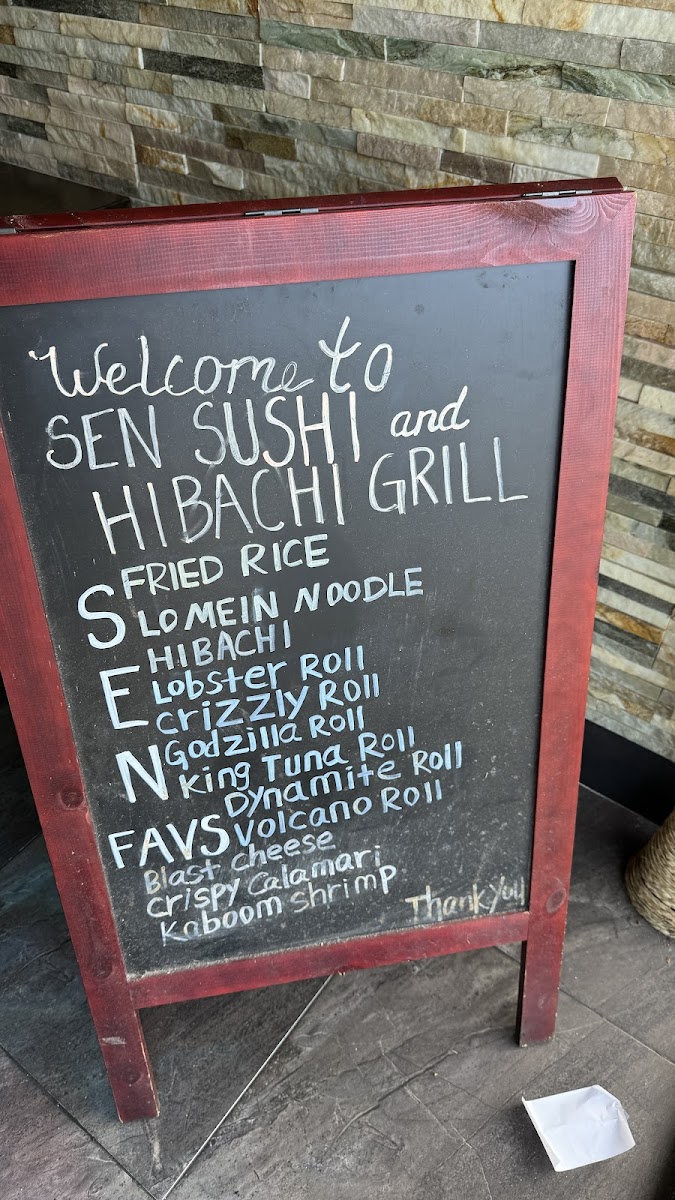 Welcome to
SEN SUSHI and
HIBACHI GRILL
FRIED RICE
S LOMEIN NOODLE
HIBACHI
E Lobster Roll
crizzly Roll
N Godzilla Roll
King Tuna Roll
Dynamite Roll
FAVS Volcano Roll
Blast cheese
crispy Calamari
Kaboom shrimp
Thank You